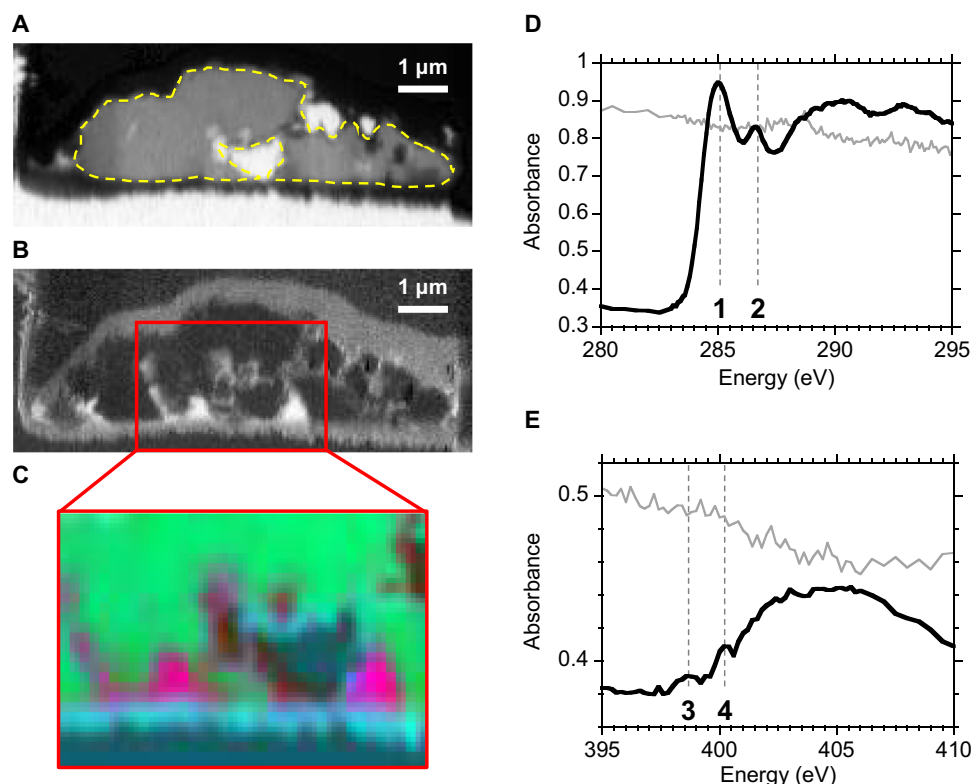 A
1 µm
B
1 µm
C
D
1
0.9
0.8
0.7
0.6
0.5
0.4
0.3
Absorbance
1 2
280 285 290 295
Energy (eV)
E
0.5
0.4
Absorbance
3 4
395 400 405 410
Energy (eV)